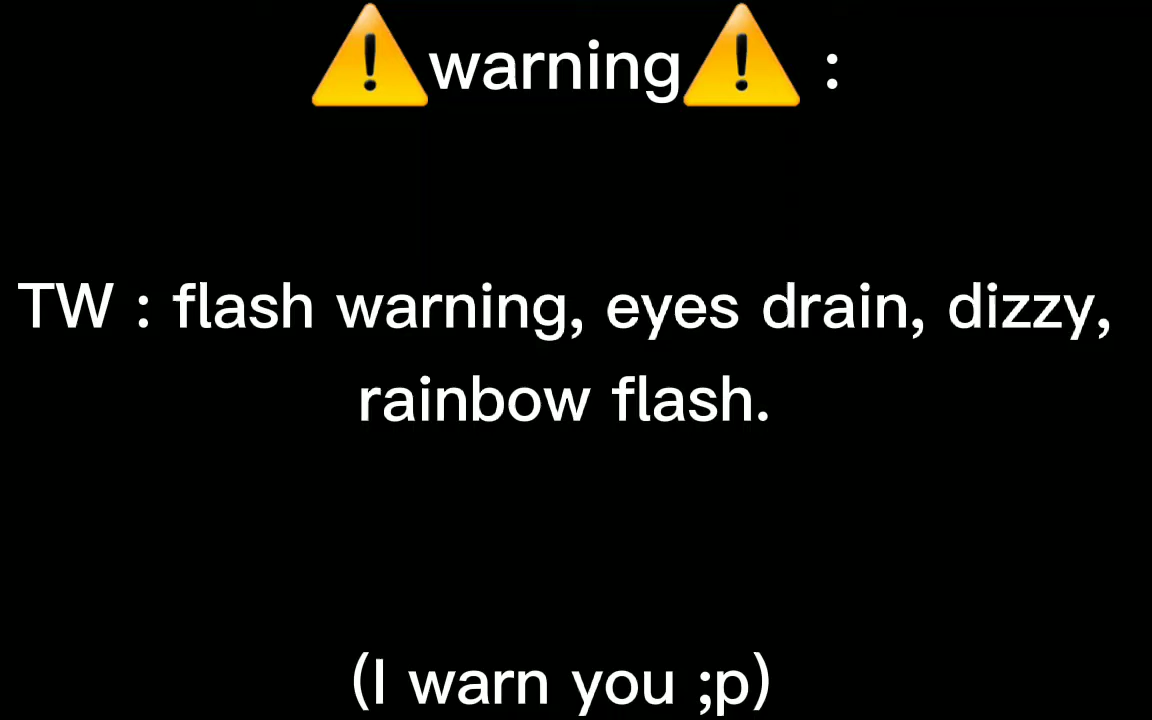 ⚠️warning⚠️ :
TW : flash warning, eyes drain, dizzy,
rainbow flash.
(I warn you ;p)